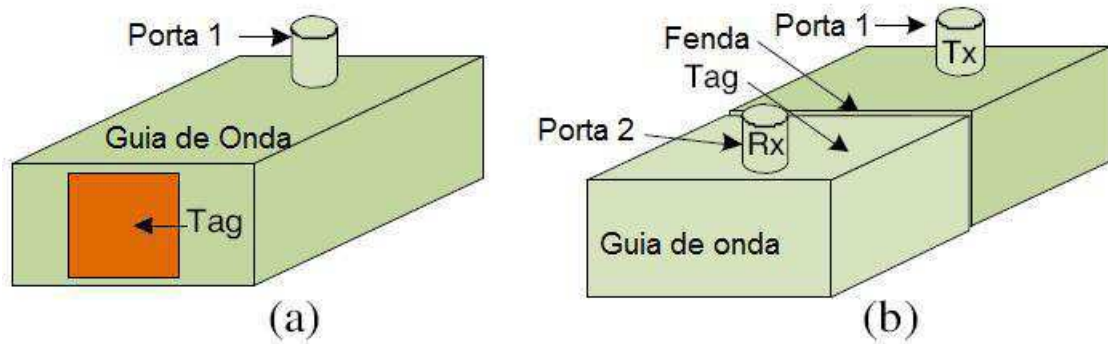 Porta 1
Guia de Onda
Tag
(a)
Porta 1
Tx
Fenda
Tag
Porta 2
Rx
Guia de onda
(b)